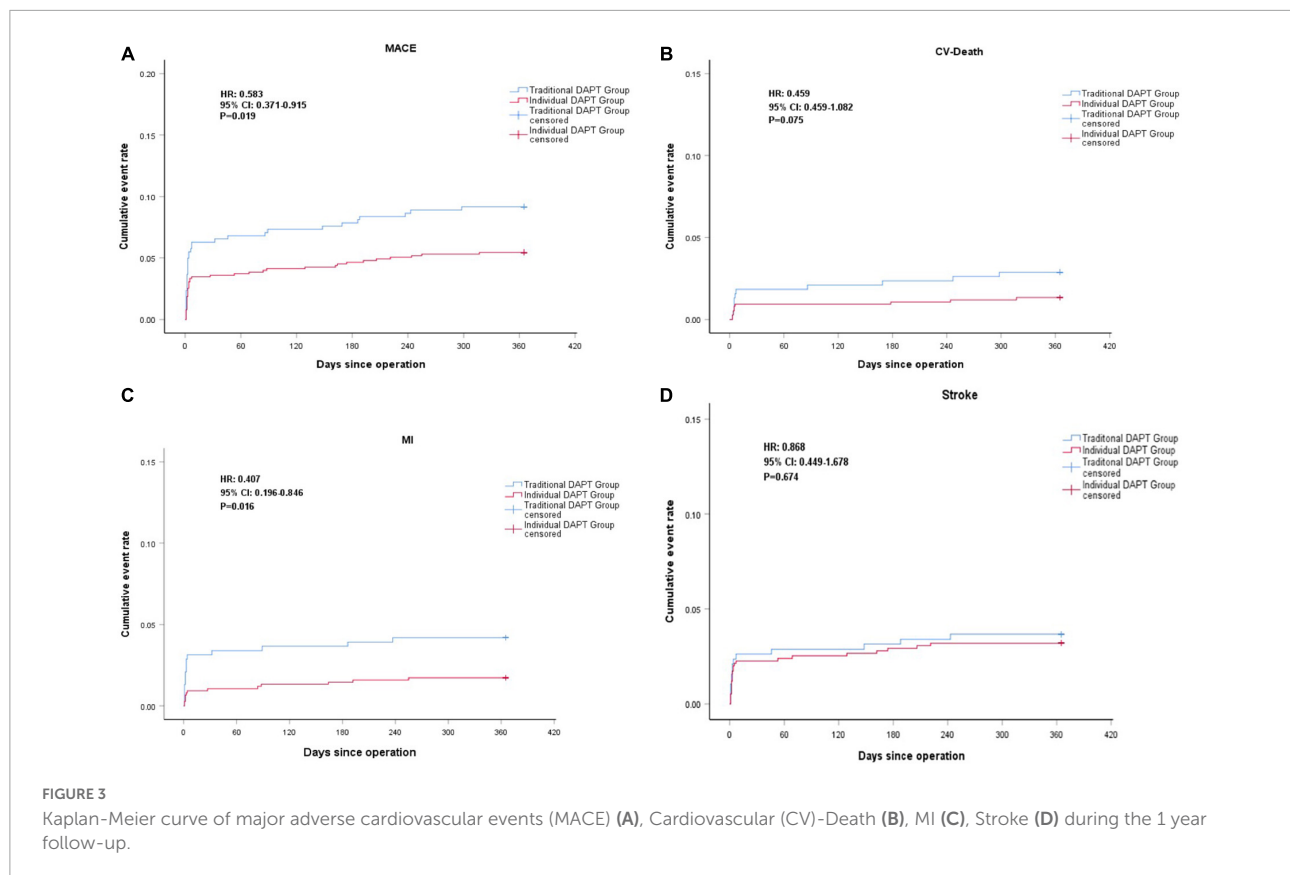 A
MACE
0.20
0.15
0.10
0.05
0.00
Cumulative event rate
HR: 0.583
95% CI: 0.371-0.915
P=0.019
Traditional DAPT Group
Individual DAPT Group
Traditional DAPT Group
censored
Individual DAPT Group
censored
0 60 120 180 240 300 360 420
Days since operation
B
CV-Death
0.15
0.10
0.05
0.00
Cumulative event rate
HR: 0.459
95% CI: 0.459-1.082
P=0.075
Traditional DAPT Group
Individual DAPT Group
Traditional DAPT Group
censored
Individual DAPT Group
censored
0 60 120 180 240 300 360 420
Days since operation
C
MI
0.15
0.10
0.05
0.00
Cumulative event rate
HR: 0.407
95% CI: 0.196-0.846
P=0.016
Traditional DAPT Group
Individual DAPT Group
Traditional DAPT Group
censored
Individual DAPT Group
censored
0 60 120 180 240 300 360 420
Days since operation
D
Stroke
0.15
0.10
0.05
0.00
Cumulative event rate
HR: 0.868
95% CI: 0.449-1.678
P=0.674
Traditonal DAPT Group
Individual DAPT Group
Traditional DAPT Group
censored
Individual DAPT Group
censored
0 60 120 180 240 300 360 420
Days since operation
FIGURE 3
Kaplan-Meier curve of major adverse cardiovascular events (MACE) (A), Cardiovascular (CV)-Death (B), MI (C), Stroke (D) during the 1 year
follow-up.